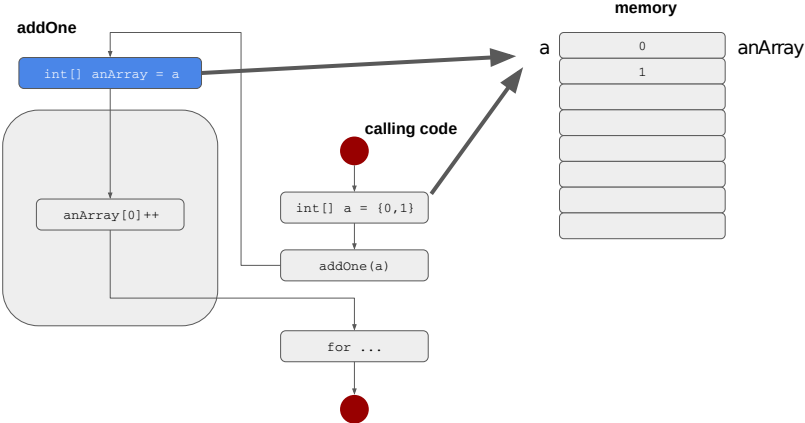 memory
addOne
a
0
anArray
int[] anArray = a
1
calling code
anArray[0]++
int[] a = {0,1}
addOne(a)
for ...